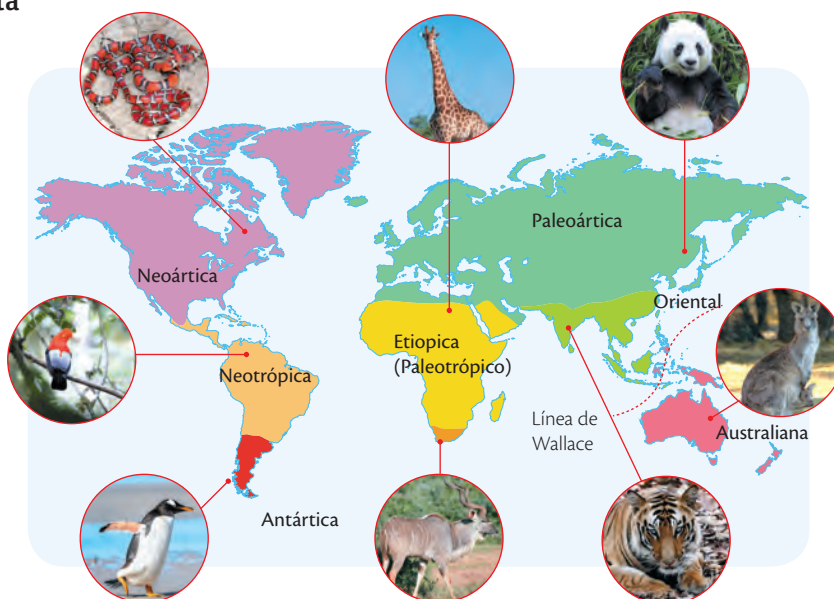 Paleoártica
Neoártica
Oriental
Etiopica
(Paleotrópico)
Neotrópica
Línea de
Wallace
Australiana
Antártica